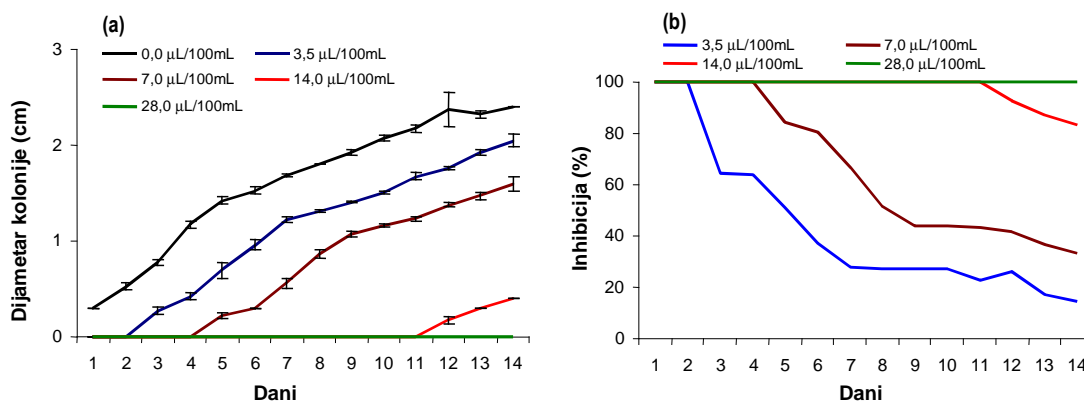 (a)
0,0 µL/100mL 3,5 µL/100mL
7,0 µL/100mL 14,0 µL/100mL
28,0 µL/100mL
Dijametar kolonije (cm)
3
2
1
0
1 2 3 4 5 6 7 8 9 10 11 12 13 14
Dani
(b)
3,5 µL/100mL 7,0 µL/100mL
14,0 µL/100mL 28,0 µL/100mL
Inhibicija (%)
100
80
60
40
20
0
1 2 3 4 5 6 7 8 9 10 11 12 13 14
Dani